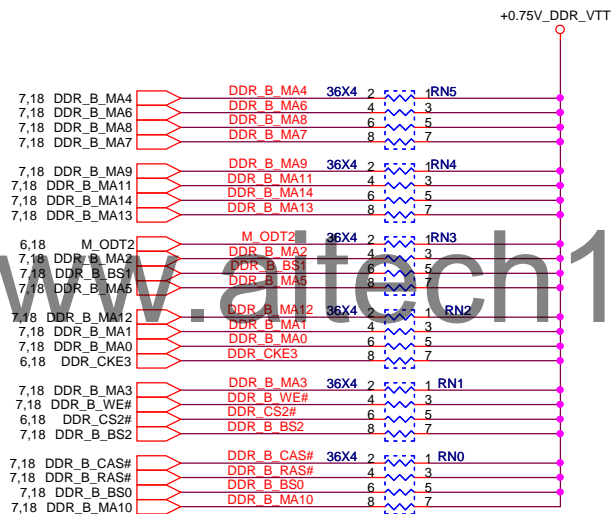 +0.75V_DDR_VTT
7,18 DDR_B_MA4 DDR_B_MA4 36X4 2 1 RN5
7,18 DDR_B_MA6 DDR_B_MA6 4 3
7,18 DDR_B_MA8 DDR_B_MA8 6 5
7,18 DDR_B_MA7 DDR_B_MA7 8 7
7,18 DDR_B_MA9 DDR_B_MA9 36X4 2 1 RN4
7,18 DDR_B_MA11 DDR_B_MA11 4 3
7,18 DDR_B_MA14 DDR_B_MA14 6 5
7,18 DDR_B_MA13 DDR_B_MA13 8 7
6,18 M_ODT2 M_ODT2 36X4 2 1 RN3
7,18 DDR_B_MA2 DDR_B_MA2 4 3
7,18 DDR_B_BS1 DDR_B_BS1 6 5
7,18 DDR_B_MA5 DDR_B_MA5 8 7
ww.aitech1
7,18 DDR_B_MA12 DDR_B_MA12 36X4 2 1 RN2
7,18 DDR_B_MA1 DDR_B_MA1 4 3
7,18 DDR_B_MA0 DDR_B_MA0 6 5
6,18 DDR_CKE3 DDR_CKE3 8 7
7,18 DDR_B_MA3 DDR_B_MA3 36X4 2 1 RN1
7,18 DDR_B_WE# DDR_B_WE# 4 3
6,18 DDR_CS2# DDR_CS2# 6 5
7,18 DDR_B_BS2 DDR_B_BS2 8 7
7,18 DDR_B_CAS# DDR_B_CAS# 36X4 2 1 RN0
7,18 DDR_B_RAS# DDR_B_RAS# 4 3
7,18 DDR_B_BS0 DDR_B_BS0 6 5
7,18 DDR_B_MA10 DDR_B_MA10 8 7